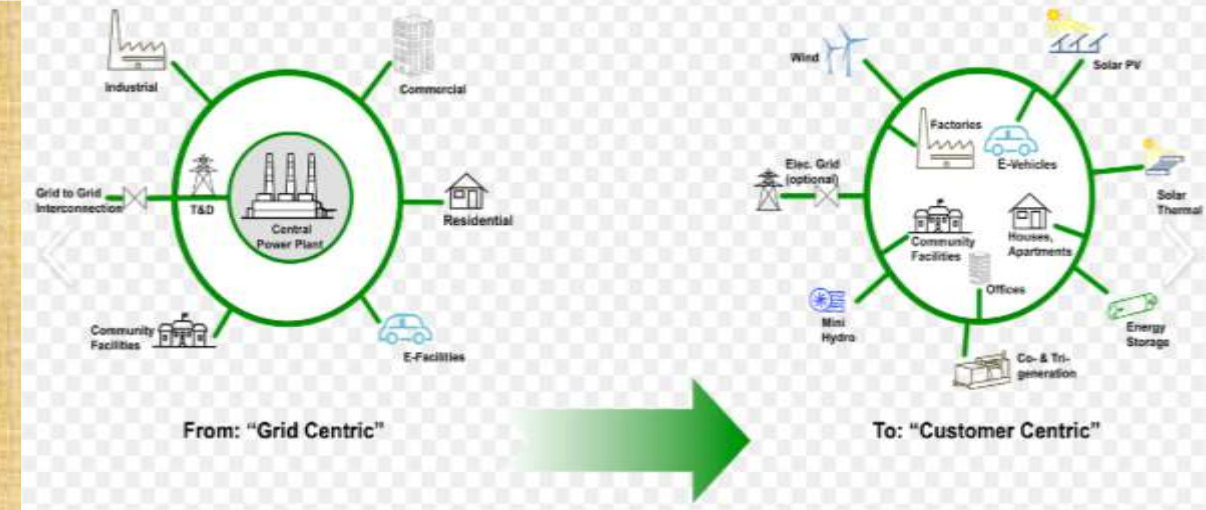 Industrial
Commercial
Grid to Grid
Interconnection
T&D
Central
Power Plant
Residential
Community
Facilities
E-Facilities
From: “Grid Centric”
Wind
Solar PV
Factories
E-Vehicles
Elec. Grid
(optional)
Solar
Thermal
Community
Facilities
Houses,
Apartments
Offices
Mini
Hydro
Energy
Storage
Co- & Tri-
generation
To: “Customer Centric”